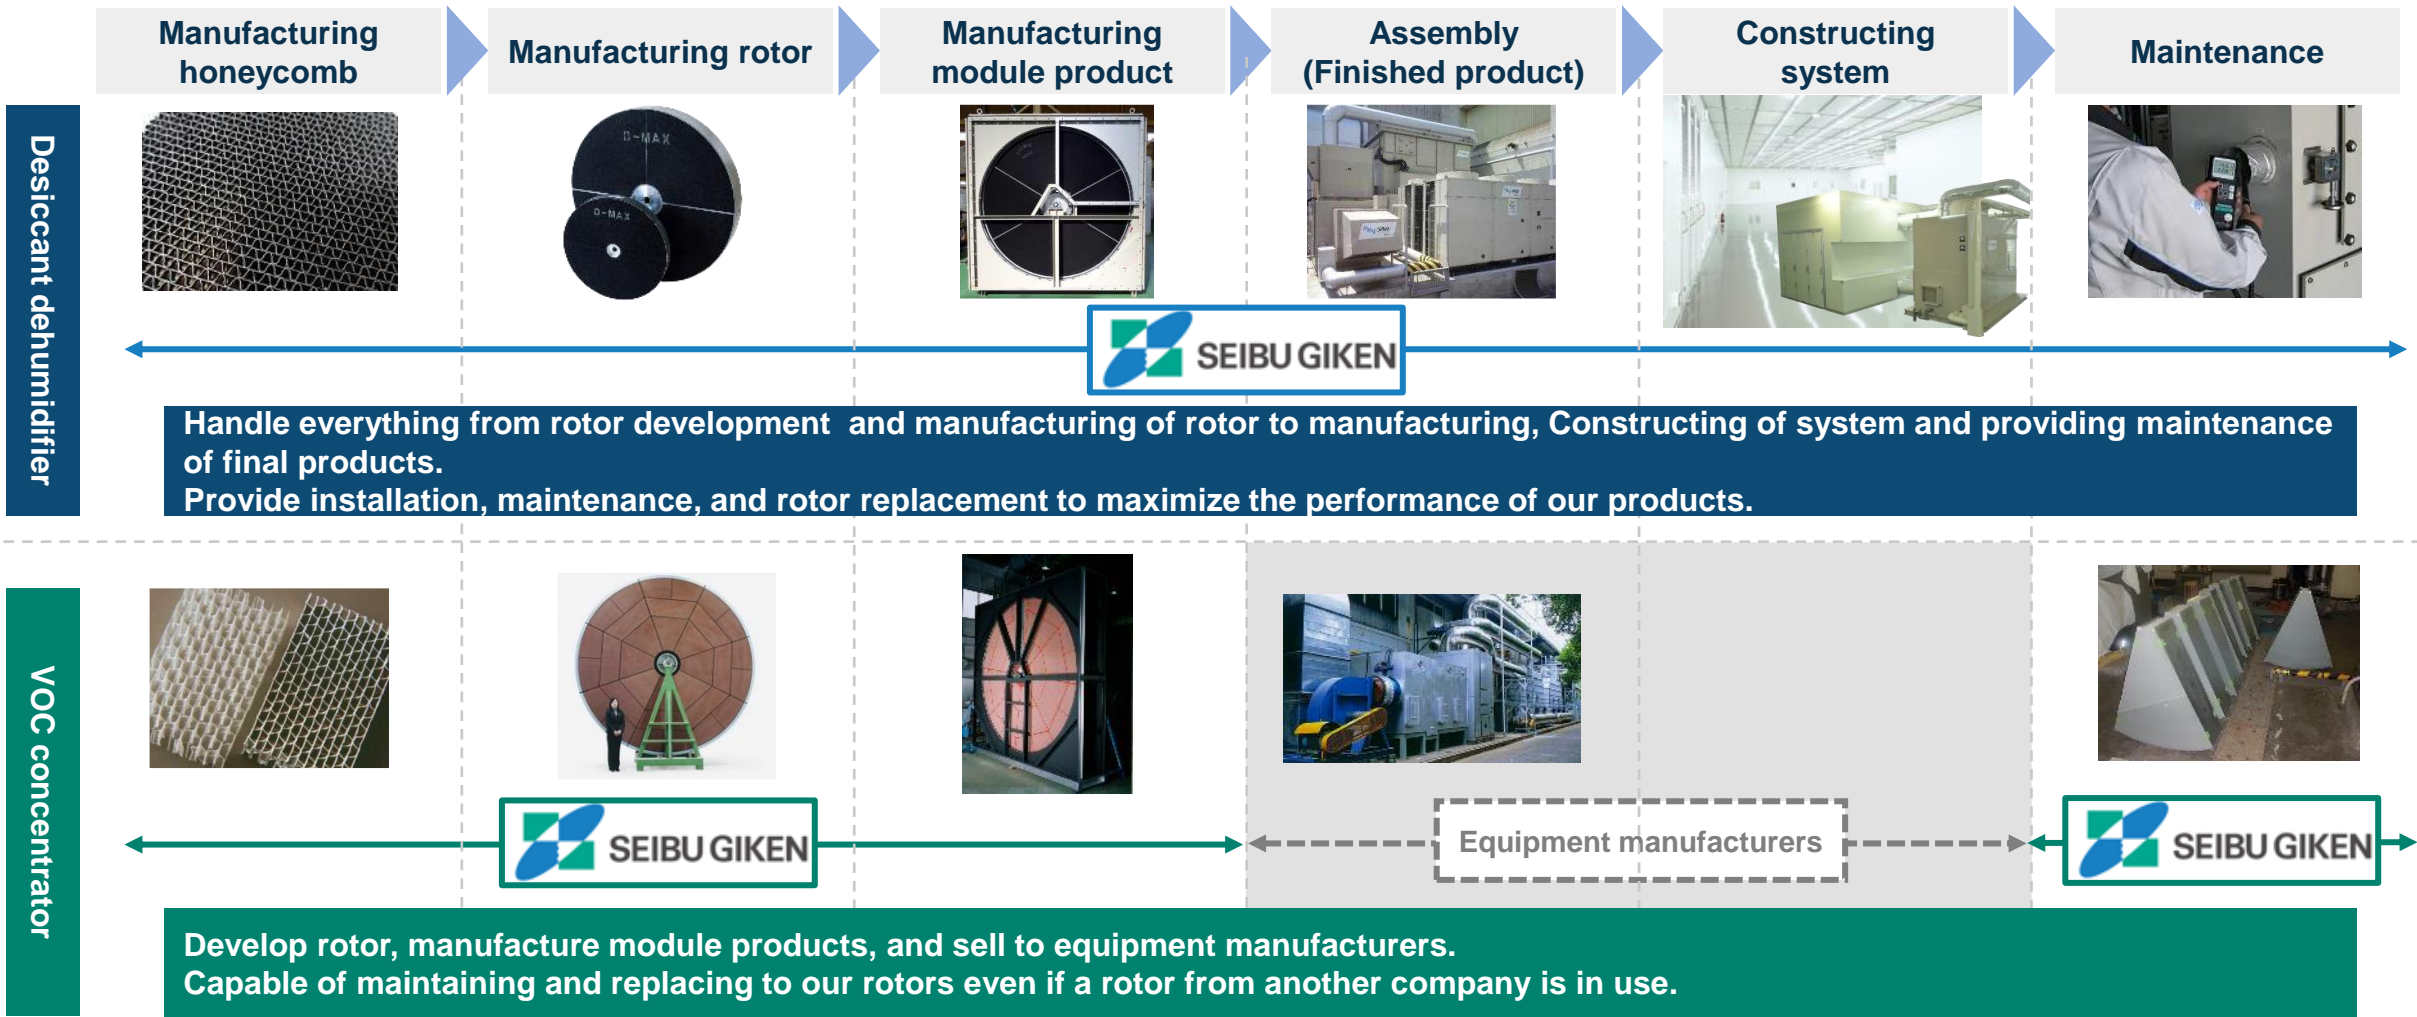 Manufacturing
honeycomb
Manufacturing rotor
Manufacturing
module product
Assembly
(Finished product)
Constructing
system
Maintenance
Desiccant dehumidifier
D-MAX
D-MAX
SEIBU GIKEN
Handle everything from rotor development  and manufacturing of rotor to manufacturing, Constructing of system and providing maintenance
of final products.
Provide installation, maintenance, and rotor replacement to maximize the performance of our products.
VOC concentrator
SEIBU GIKEN
Equipment manufacturers
SEIBU GIKEN
Develop rotor, manufacture module products, and sell to equipment manufacturers.
Capable of maintaining and replacing to our rotors even if a rotor from another company is in use.